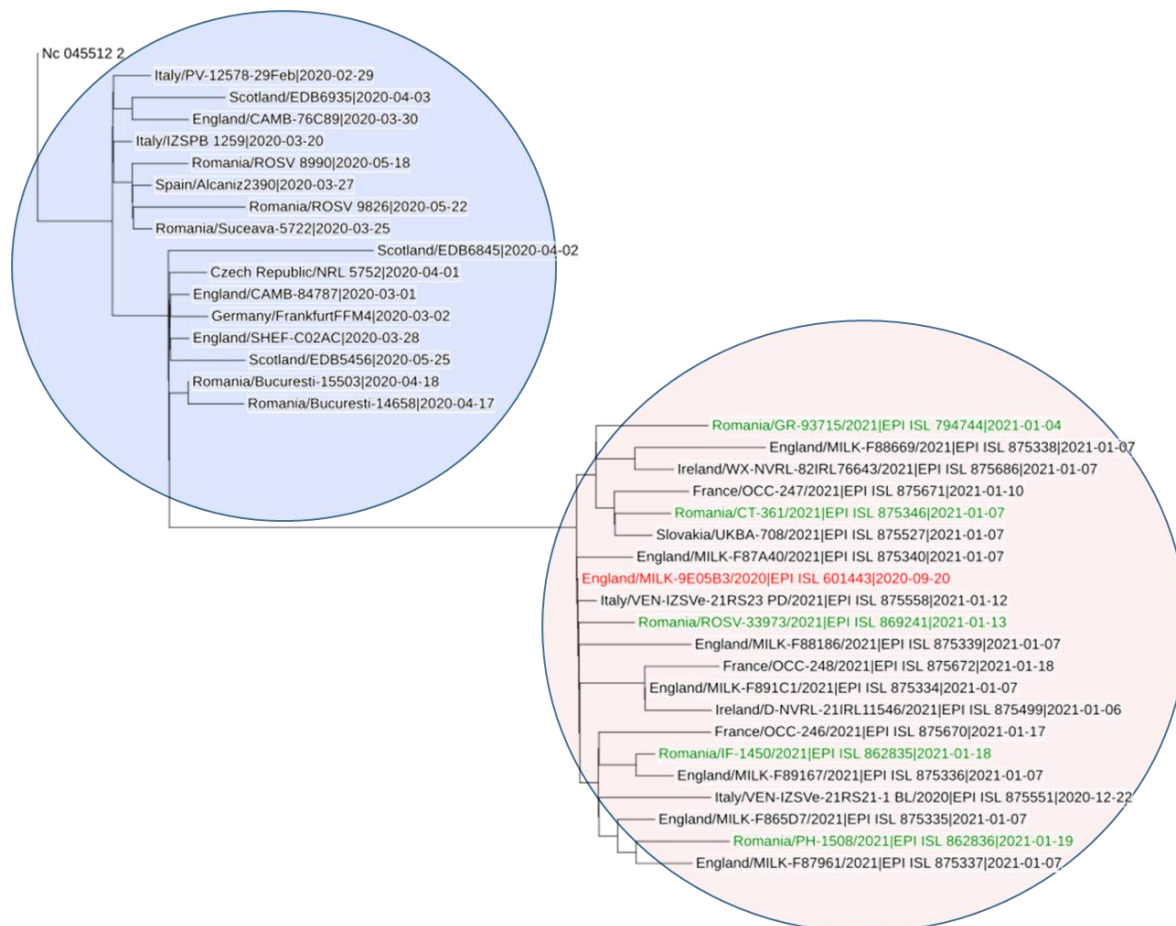 Nc 045512 2
Italy/PV-12578-29Feb|2020-02-29
Scotland/EDB6935|2020-04-03
England/CAMB-76C89|2020-03-30
Italy/IZSPB 1259|2020-03-20
Romania/ROSV 8990|2020-05-18
Spain/Alcaniz2390|2020-03-27
Romania/ROSV 9826|2020-05-22
Romania/Suceava-5722|2020-03-25
Scotland/EDB6845|2020-04-02
Czech Republic/NRL 5752|2020-04-01
England/CAMB-84787|2020-03-01
Germany/FrankfurtFFM4|2020-03-02
England/SHEF-C02AC|2020-03-28
Scotland/EDB5456|2020-05-25
Romania/Bucuresti-15503|2020-04-18
Romania/Bucuresti-14658|2020-04-17
Romania/GR-93715/2021|EPI ISL 794744|2021-01-04
England/MILK-F88669/2021|EPI ISL 875338|2021-01-07
Ireland/WX-NVRL-82IRL76643/2021|EPI ISL 875686|2021-01-07
France/OCC-247/2021|EPI ISL 875671|2021-01-10
Romania/CT-361/2021|EPI ISL 875346|2021-01-07
Slovakia/UKBA-708/2021|EPI ISL 875527|2021-01-07
England/MILK-F87A40/2021|EPI ISL 875340|2021-01-07
England/MILK-9E05B3/2020|EPI ISL 601443|2020-09-20
Italy/VEN-IZSVe-21RS23 PD/2021|EPI ISL 875558|2021-01-12
Romania/ROSV-33973/2021|EPI ISL 869241|2021-01-13
England/MILK-F88186/2021|EPI ISL 875339|2021-01-07
France/OCC-248/2021|EPI ISL 875672|2021-01-18
England/MILK-F891C1/2021|EPI ISL 875334|2021-01-07
Ireland/D-NVRL-21IRL11546/2021|EPI ISL 875499|2021-01-06
France/OCC-246/2021|EPI ISL 875670|2021-01-17
Romania/IF-1450/2021|EPI ISL 862835|2021-01-18
England/MILK-F89167/2021|EPI ISL 875336|2021-01-07
Italy/VEN-IZSVe-21RS21-1 BL/2020|EPI ISL 875551|2020-12-22
England/MILK-F865D7/2021|EPI ISL 875335|2021-01-07
Romania/PH-1508/2021|EPI ISL 862836|2021-01-19
England/MILK-F87961/2021|EPI ISL 875337|2021-01-07